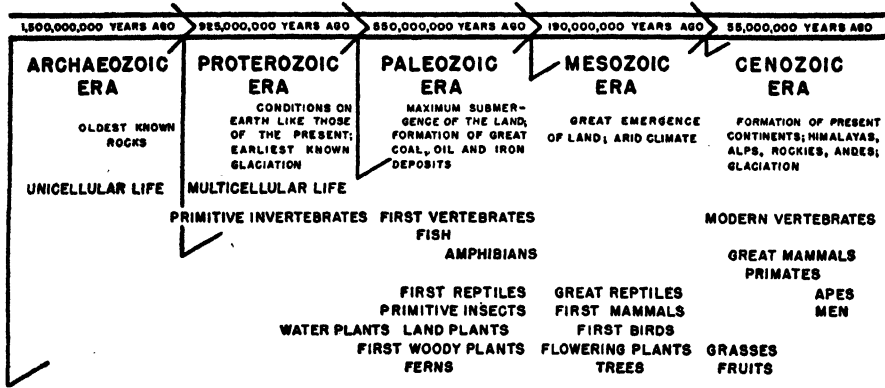 1,500,000,000 YEARS AGO 925,000,000 YEARS AGO 550,000,000 YEARS AGO 190,000,000 YEARS AGO 55,000,000 YEARS AGO
ARCHAEOZOIC ERA
OLDEST KNOWN
ROCKS
UNICELLULAR LIFE
PROTEROZOIC ERA
CONDITIONS ON
EARTH LIKE THOSE
OF THE PRESENT;
EARLIEST KNOWN
GLACIATION
MULTICELLULAR LIFE
PRIMITIVE INVERTEBRATES
PALEOZOIC ERA
MAXIMUM SUBMER-
GENCE OF THE LAND;
FORMATION OF GREAT
COAL, OIL AND IRON
DEPOSITS
FIRST VERTEBRATES
FISH
AMPHIBIANS
FIRST REPTILES
PRIMITIVE INSECTS
WATER PLANTS LAND PLANTS
FIRST WOODY PLANTS
FERNS
MESOZOIC ERA
GREAT EMERGENCE
OF LAND; ARID CLIMATE
GREAT REPTILES
FIRST MAMMALS
FIRST BIRDS
FLOWERING PLANTS
TREES
CENOZOIC ERA
FORMATION OF PRESENT
CONTINENTS; HIMALAYAS,
ALPS, ROCKIES, ANDES;
GLACIATION
MODERN VERTEBRATES
GREAT MAMMALS
PRIMATES
APES
MEN
GRASSES
FRUITS